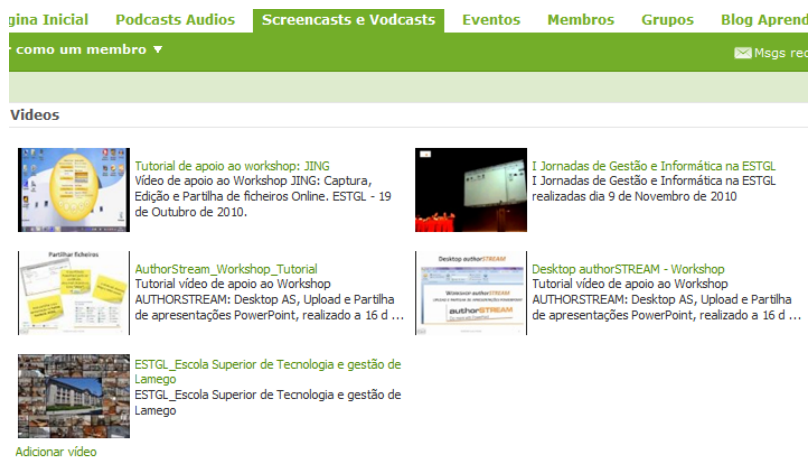 gina Inicial Podcasts Audios Screencasts e Vodcasts Eventos Membros Grupos Blog Aprend
como um membro ▼ Msgs rec
Videos
Tutorial de apoio ao workshop: JING
Vídeo de apoio ao Workshop JING: Captura,
Edição e Partilha de ficheiros Online. ESTGL - 19
de Outubro de 2010.
I Jornadas de Gestão e Informática na ESTGL
I Jornadas de Gestão e Informática na ESTGL
realizadas dia 9 de Novembro de 2010
Partilhar ficheiros
AuthorStream_Workshop_Tutorial
Tutorial vídeo de apoio ao Workshop
AUTHORSTREAM: Desktop AS, Upload e Partilha
de apresentações PowerPoint, realizado a 16 d ...
Desktop authorSTREAM
Workshop authorSTREAM
authorSTREAM
Desktop authorSTREAM - Workshop
Tutorial vídeo de apoio ao Workshop
AUTHORSTREAM: Desktop AS, Upload e Partilha
de apresentações PowerPoint, realizado a 16 d ...
ESTGL_Escola Superior de Tecnologia e gestão de
Lamego
ESTGL_Escola Superior de Tecnologia e gestão de
Lamego
Adicionar vídeo